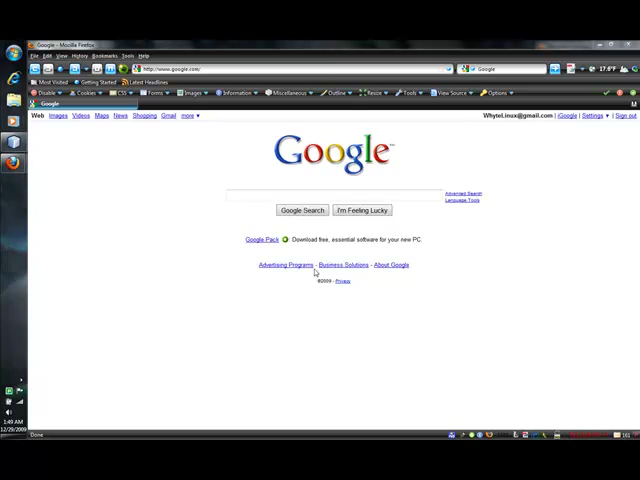 Google - Mozilla Firefox
File Edit View History Bookmarks Tools Help
http://www.google.com/ Google 17.6°F
Most Visited Getting Started Latest Headlines
Disable Cookies CSS Forms Images Information Miscellaneous Outline Resize Tools View Source Options
Google
Web Images Videos Maps News Shopping Gmail more WhyteLinux@gmail.com | iGoogle | Settings | Sign out
Google™
Advanced Search
Language Tools
Google Search I'm Feeling Lucky
Google Pack Download free, essential software for your new PC.
Advertising Programs - Business Solutions - About Google
©2009 - Privacy
1:49 AM
12/29/2009
Done 161